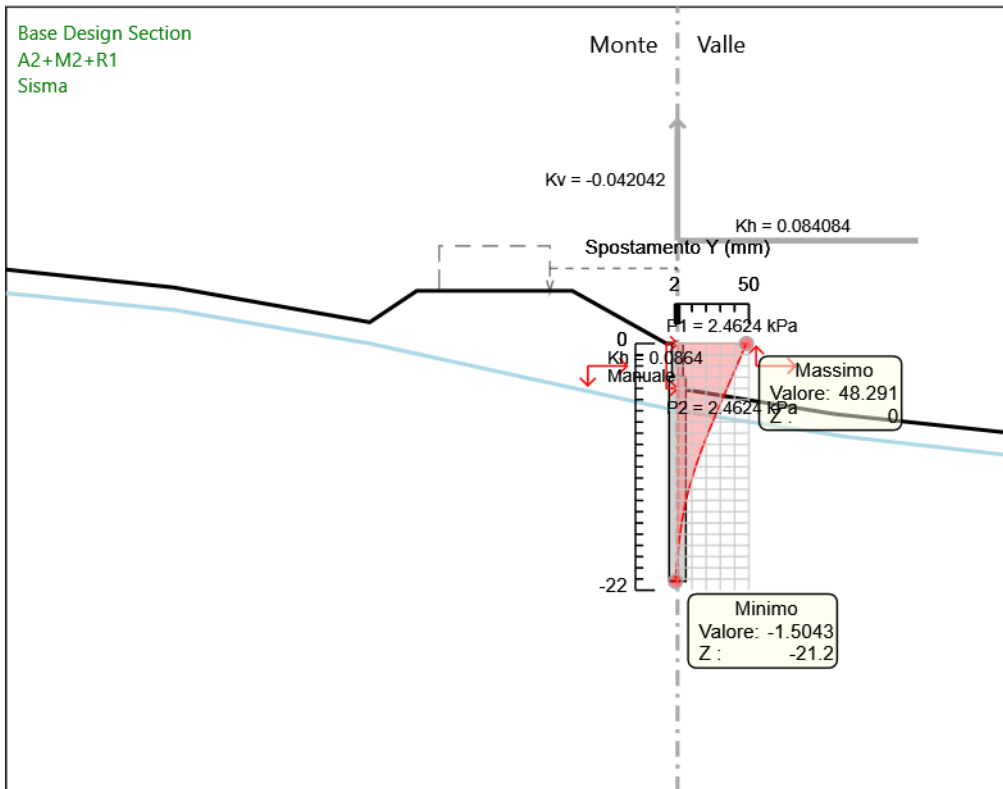 Base Design Section
A2+M2+R1
Sisma
Monte Valle
Kv = -0.042042
Kh = 0.084084
Spostamento Y (mm)
2 50
P1 = 2.4624 kPa
0
Kh = 0.0864
Manuale
Massimo
Valore: 48.291
Z : 0
P2 = 2.4624 kPa
-22
Minimo
Valore: -1.5043
Z : -21.2